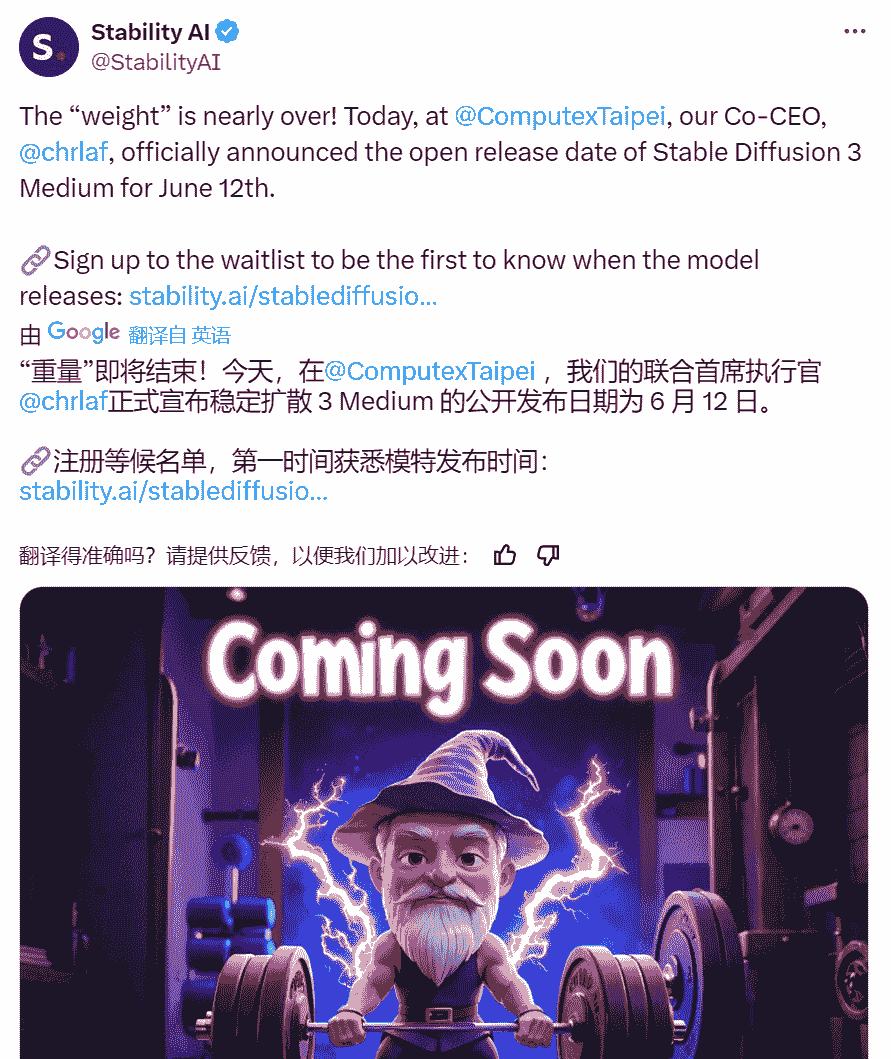 Stability AI
@StabilityAI
The “weight” is nearly over! Today, at @ComputexTaipei, our Co-CEO,
@chrlaf, officially announced the open release date of Stable Diffusion 3
Medium for June 12th.
🔗Sign up to the waitlist to be the first to know when the model
releases: stability.ai/stablediffusio…
由 Google 翻译自 英语
“重量”即将结束！今天，在@ComputexTaipei ，我们的联合首席执行官
@chrlaf正式宣布稳定扩散 3 Medium 的公开发布日期为 6 月 12 日。
🔗注册等候名单，第一时间获悉模特发布时间：
stability.ai/stablediffusio…
翻译得准确吗？请提供反馈，以便我们加以改进：
Coming Soon